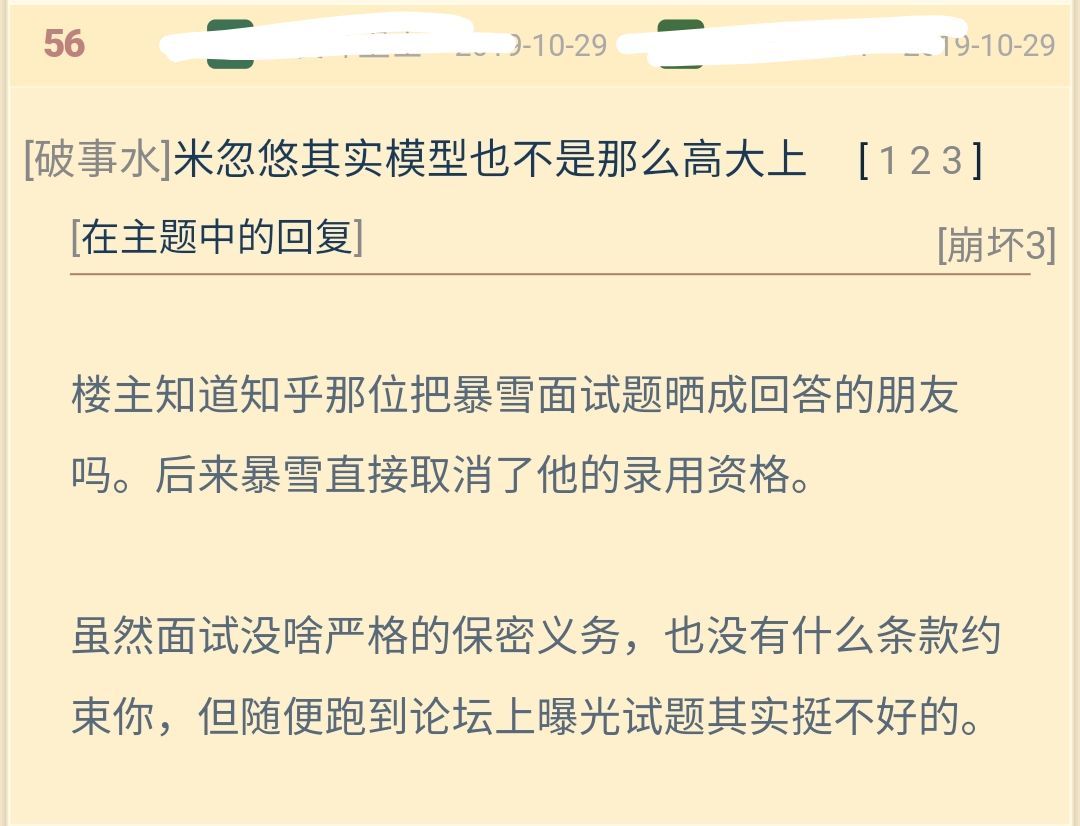 56 2019-10-29 2019-10-29
[破事水]米忽悠其实模型也不是那么高大上 [ 1 2 3 ]
[在主题中的回复]
[崩坏3]
楼主知道知乎那位把暴雪面试题晒成回答的朋友
吗。后来暴雪直接取消了他的录用资格。
虽然面试没啥严格的保密义务，也没有什么条款约
束你，但随便跑到论坛上曝光试题其实挺不好的。